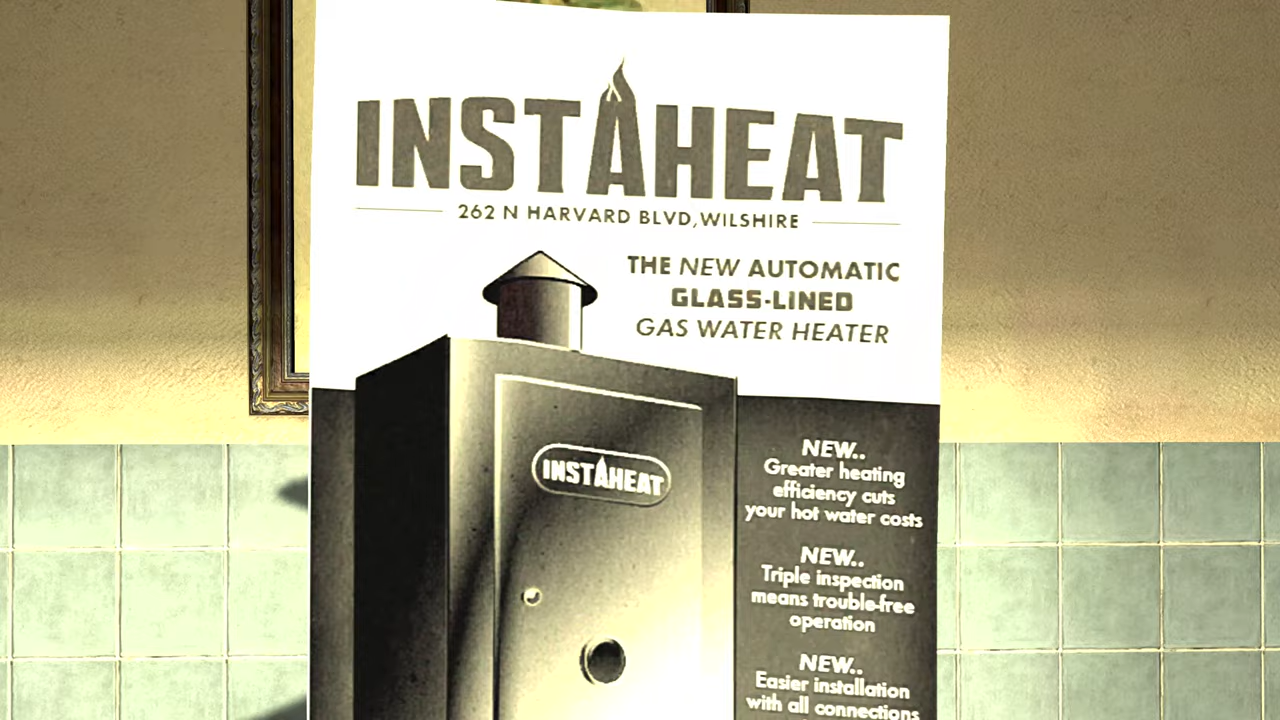 INSTAHEAT
262 N HARVARD BLVD, WILSHIRE
THE NEW AUTOMATIC
GLASS-LINED
GAS WATER HEATER
INSTAHEAT
NEW..
Greater heating
efficiency cuts
your hot water costs
NEW..
Triple inspection
means trouble-free
operation
NEW..
Easier installation
with all connections